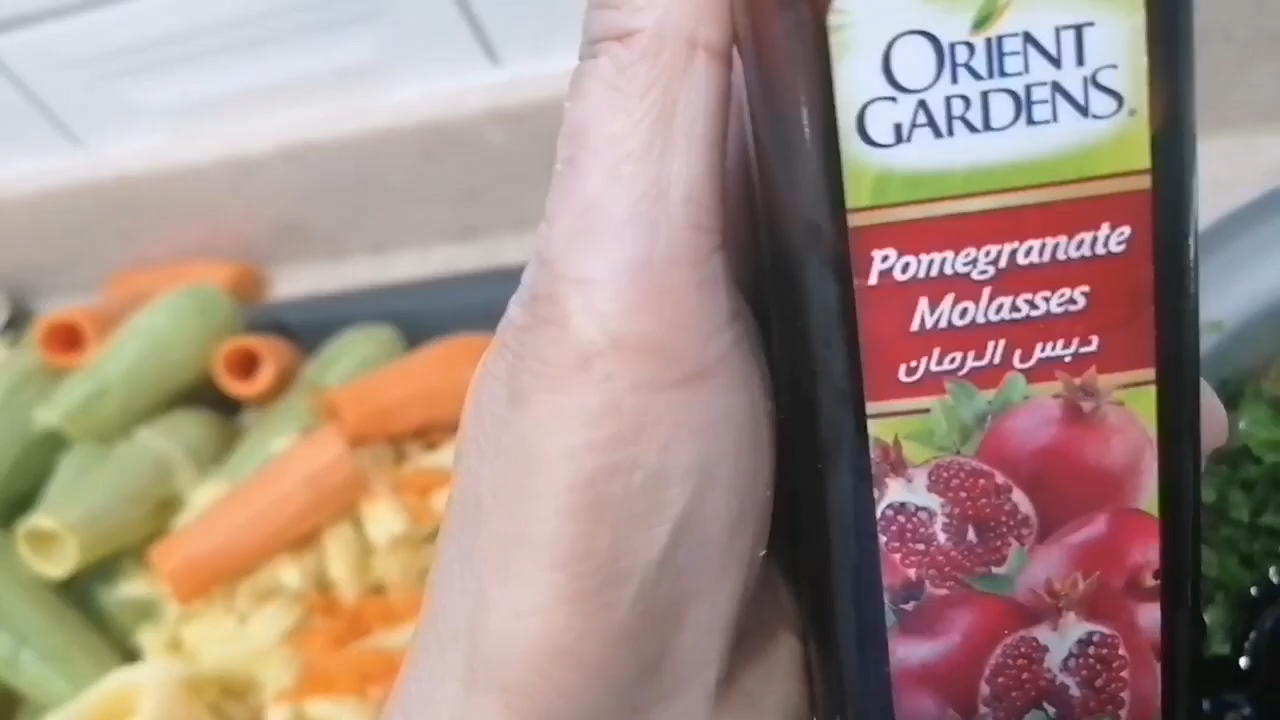 ORIENT
GARDENS.
Pomegranate
Molasses
دبس الرمان